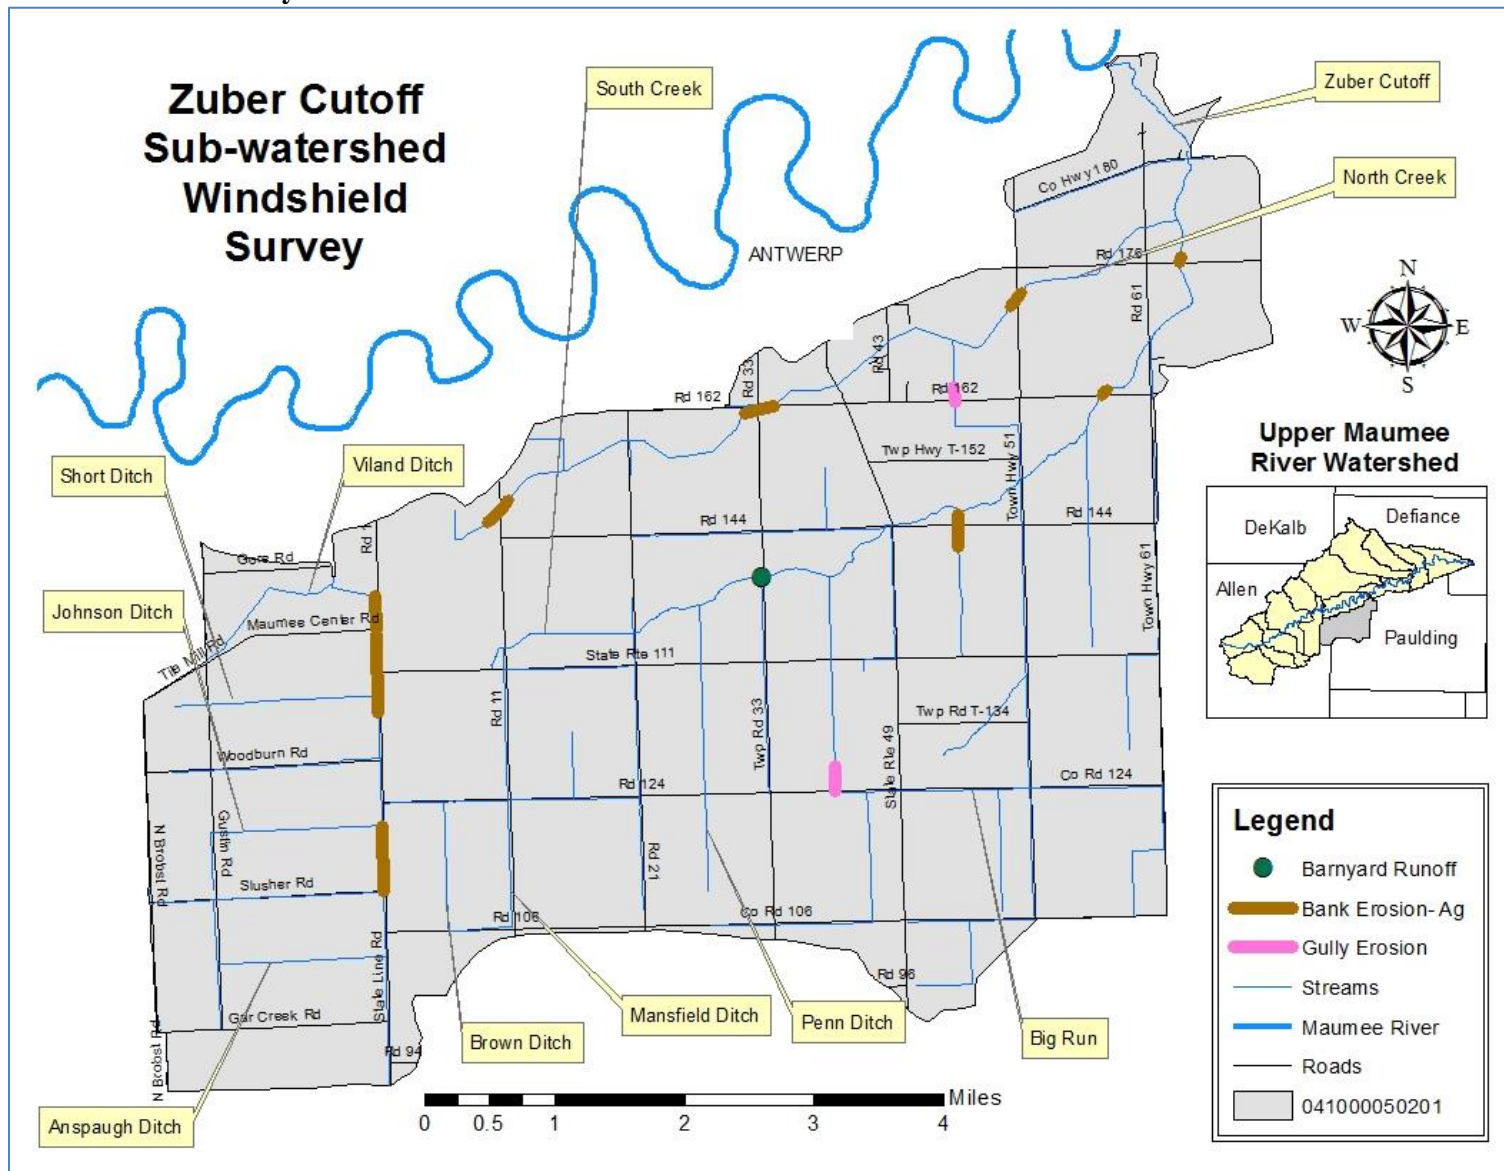 Zuber Cutoff
Sub-watershed
Windshield
Survey
South Creek
Zuber Cutoff
Co Hwy 180
North Creek
ANTWERP
Rd 176
Rd 61
N
W E
S
Rd 43
Rd 33
Rd 162
Rd 162
Twp Hwy T-152
Town Hwy 51
Upper Maumee
River Watershed
DeKalb
Defiance
Allen
Paulding
Short Ditch
Viland Ditch
Rd 144
Rd 144
Rd 1
Gore Rd
Johnson Ditch
Maumee Center Rd
Tile Mill Rd
Town Hwy 61
State Rte 111
Rd 11
Twp Rd 33
Twp Rd T-134
State Rte 49
Woodburn Rd
Rd 124
Co Rd 124
N Brobst Rd
Gustin Rd
Slusher Rd
Rd 21
Rd 106
Co Rd 106
State Line Rd
Rd 96
Gar Creek Rd
N Brobst Rd
Rd 94
Brown Ditch
Mansfield Ditch
Penn Ditch
Big Run
Anspaugh Ditch
Miles
0 0.5 1 2 3 4
Legend
Barnyard Runoff
Bank Erosion- Ag
Gully Erosion
Streams
Maumee River
Roads
041000050201